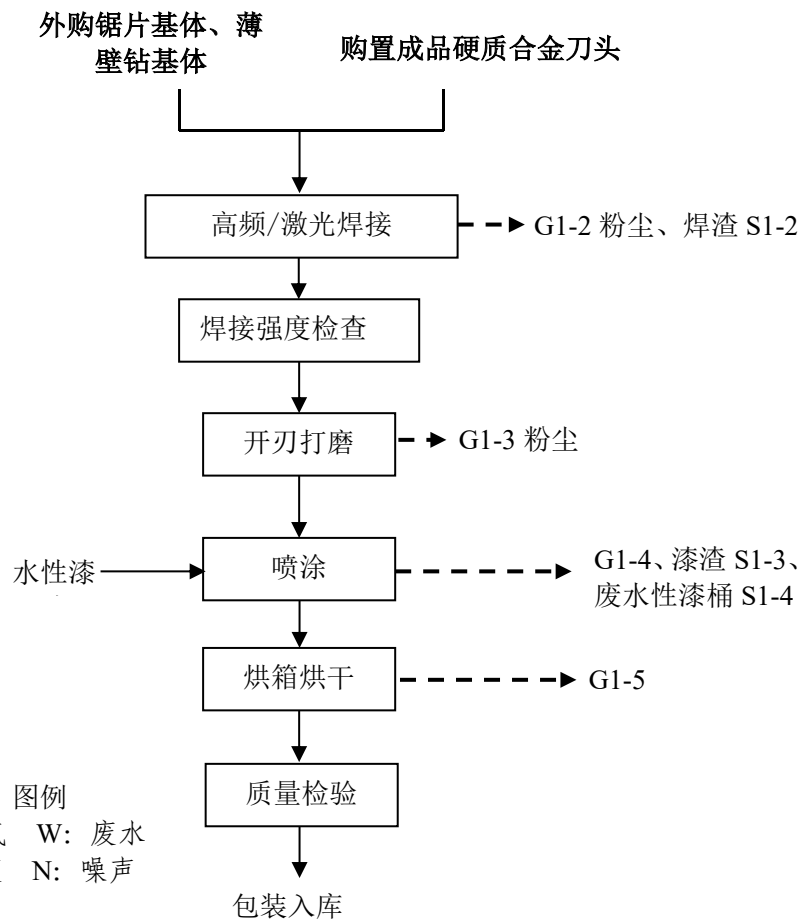 外购锯片基体、薄
壁钻基体
购置成品硬质合金刀头
高频/激光焊接
G1-2 粉尘、焊渣 S1-2
焊接强度检查
开刃打磨
G1-3 粉尘
水性漆
喷涂
G1-4、漆渣 S1-3、
废水性漆桶 S1-4
烘箱烘干
G1-5
质量检验
图例
W: 废水
N: 噪声
包装入库